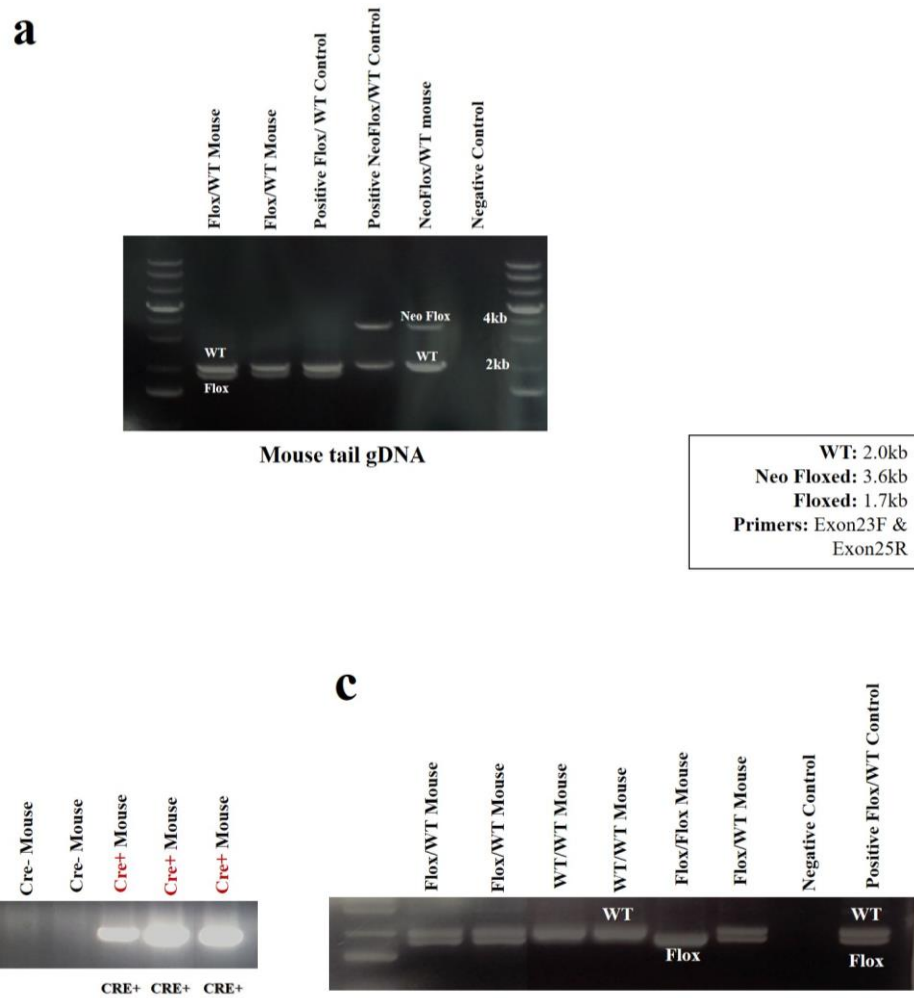 a
Flox/WT Mouse
Flox/WT Mouse
Positive Flox/ WT Control
Positive NeoFlox/WT Control
NeoFlox/WT mouse
Negative Control
Neo Flox
4kb
WT
WT
2kb
Flox
Mouse tail gDNA
WT: 2.0kb
Neo Floxed: 3.6kb
Floxed: 1.7kb
Primers: Exon23F &
Exon25R
Cre- Mouse
Cre- Mouse
Cre+ Mouse
Cre+ Mouse
Cre+ Mouse
CRE+ CRE+ CRE+
c
Flox/WT Mouse
Flox/WT Mouse
WT/WT Mouse
WT/WT Mouse
Flox/Flox Mouse
Flox/WT Mouse
Negative Control
Positive Flox/WT Control
WT
WT
Flox
Flox